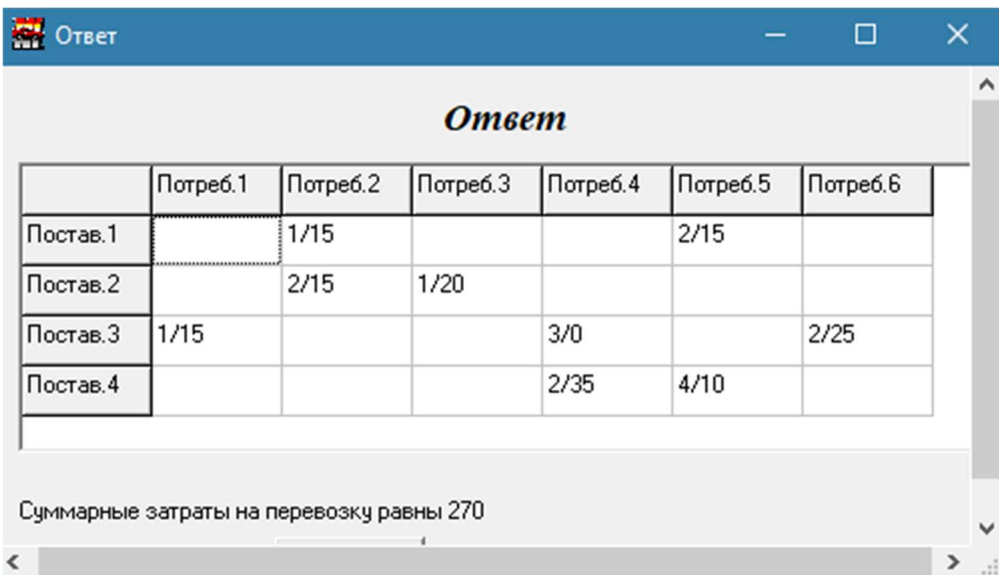 Ответ
Ответ
Потреб.1 Потреб.2 Потреб.3 Потреб.4 Потреб.5 Потреб.6
Постав.1 1/15 2/15
Постав.2 2/15 1/20
Постав.3 1/15 3/0 2/25
Постав.4 2/35 4/10
Суммарные затраты на перевозку равны 270